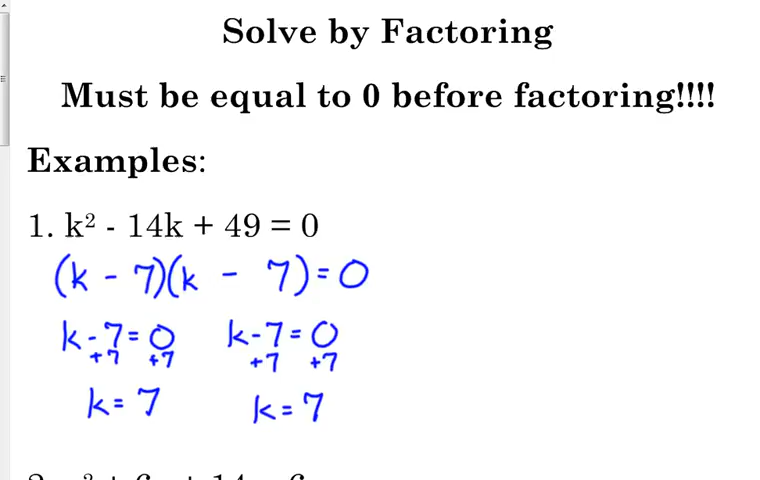 Solve by Factoring
Must be equal to 0 before factoring!!!!
Examples:
1. k² - 14k + 49 = 0
(k - 7)(k - 7) = 0
k - 7 = 0 k - 7 = 0
+7 +7 +7 +7
k = 7 k = 7